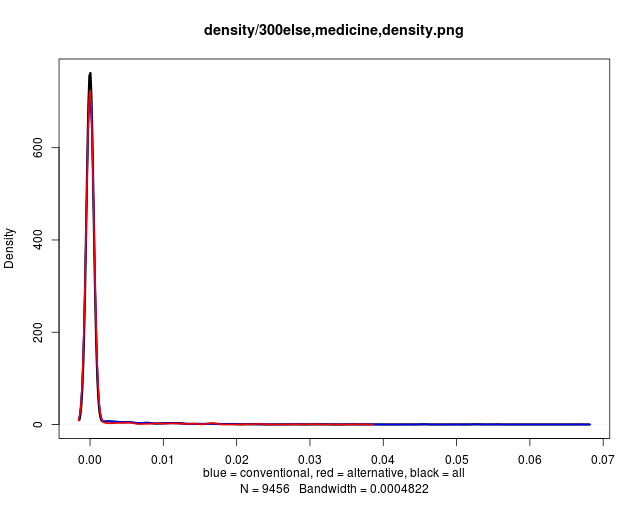 density/300else,medicine,density.png
Density
600
400
200
0
0.00 0.01 0.02 0.03 0.04 0.05 0.06 0.07
blue = conventional, red = alternative, black = all
N = 9456 Bandwidth = 0.0004822